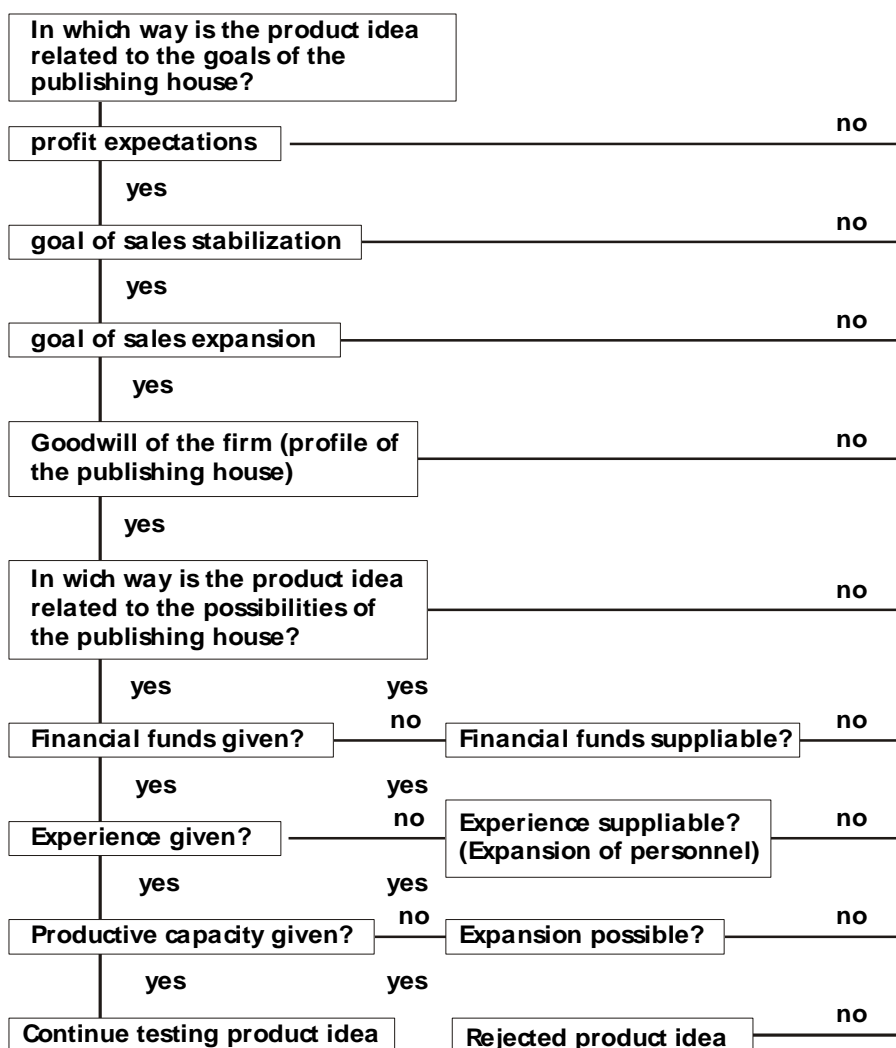 In which way is the product idea
related to the goals of the
publishing house?
no
profit expectations
yes
no
goal of sales stabilization
yes
no
goal of sales expansion
yes
Goodwill of the firm (profile of
the publishing house)
no
yes
In wich way is the product idea
related to the possibilities of
the publishing house?
no
yes yes
Financial funds given? no Financial funds suppliable? no
yes yes
Experience given? no Experience suppliable?
(Expansion of personnel) no
yes yes
Productive capacity given? no Expansion possible? no
yes yes
Continue testing product idea Rejected product idea no